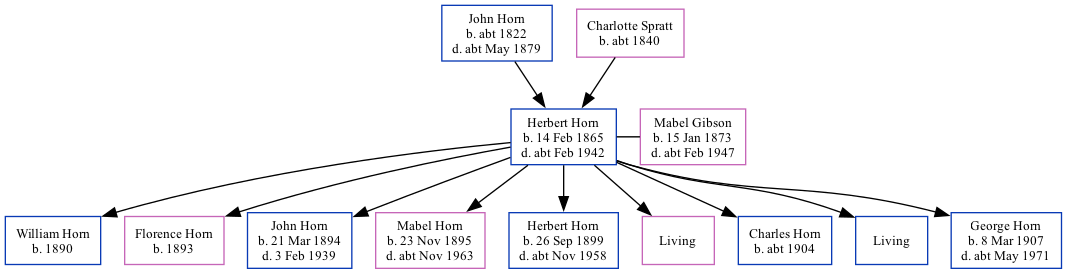 John Horn
b. abt 1822
d. abt May 1879
Charlotte Spratt
b. abt 1840
Herbert Horn
b. 14 Feb 1865
d. abt Feb 1942
Mabel Gibson
b. 15 Jan 1873
d. abt Feb 1947
William Horn
b. 1890
Florence Horn
b. 1893
John Horn
b. 21 Mar 1894
d. 3 Feb 1939
Mabel Horn
b. 23 Nov 1895
d. abt Nov 1963
Herbert Horn
b. 26 Sep 1899
d. abt Nov 1958
Living
Charles Horn
b. abt 1904
Living
George Horn
b. 8 Mar 1907
d. abt May 1971